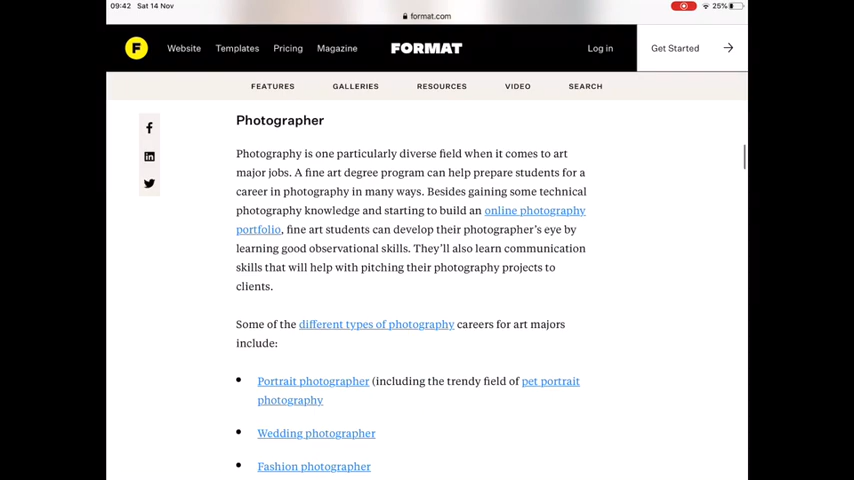 09:42 Sat 14 Nov
25%
format.com
F Website Templates Pricing Magazine FORMAT Log in Get Started →
FEATURES GALLERIES RESOURCES VIDEO SEARCH
Photographer
Photography is one particularly diverse field when it comes to art
major jobs. A fine art degree program can help prepare students for a
career in photography in many ways. Besides gaining some technical
photography knowledge and starting to build an online photography
portfolio, fine art students can develop their photographer's eye by
learning good observational skills. They'll also learn communication
skills that will help with pitching their photography projects to
clients.
Some of the different types of photography careers for art majors
include:
• Portrait photographer (including the trendy field of pet portrait
photography
• Wedding photographer
• Fashion photographer